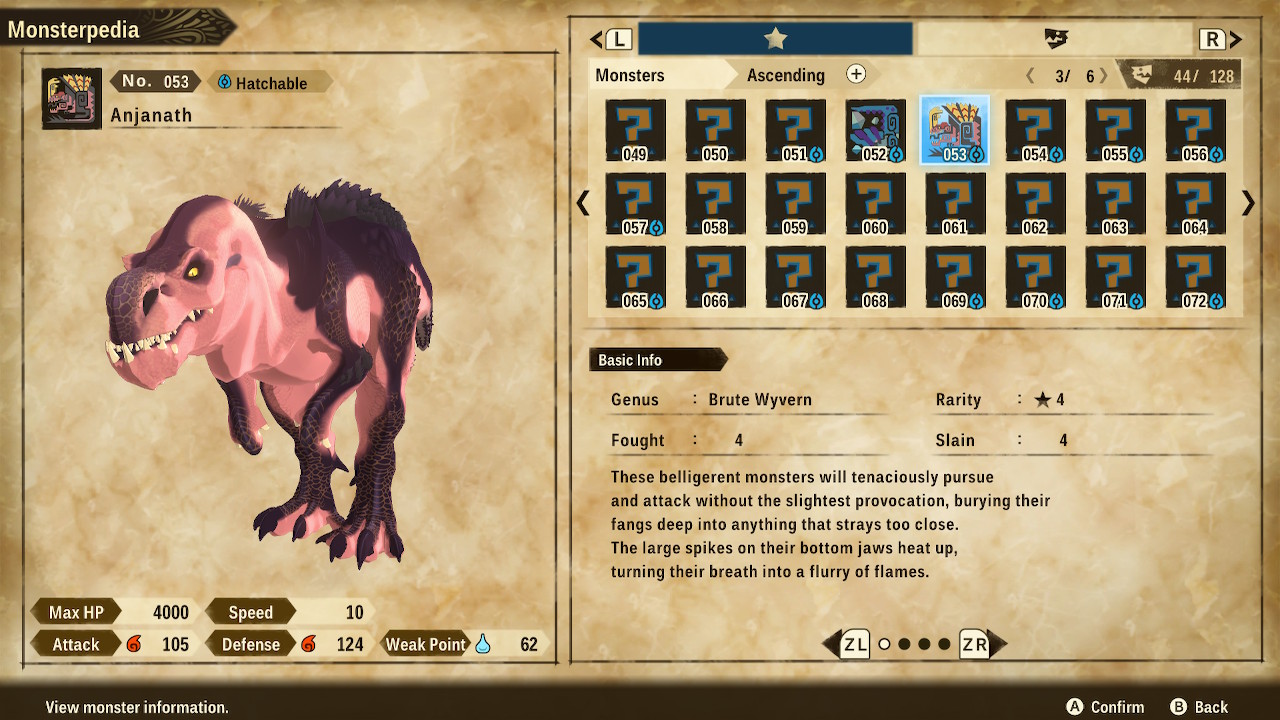 Monsterpedia
No. 053
Hatchable
Anjanath
Max HP 4000
Speed 10
Attack 105
Defense 124
Weak Point 62
L
R
Monsters
Ascending
3/ 6
44/ 128
049 050 051 052 053 054 055 056
057 058 059 060 061 062 063 064
065 066 067 068 069 070 071 072
Basic Info
Genus : Brute Wyvern
Rarity : ★ 4
Fought : 4
Slain : 4
These belligerent monsters will tenaciously pursue
and attack without the slightest provocation, burying their
fangs deep into anything that strays too close.
The large spikes on their bottom jaws heat up,
turning their breath into a flurry of flames.
ZL
ZR
View monster information.
A Confirm
B Back